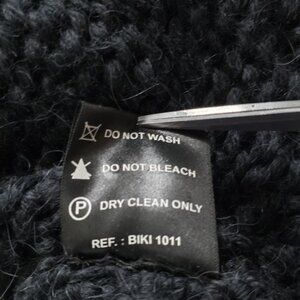 DO NOT WASH
DO NOT BLEACH
P DRY CLEAN ONLY
REF. : BIKI 1011